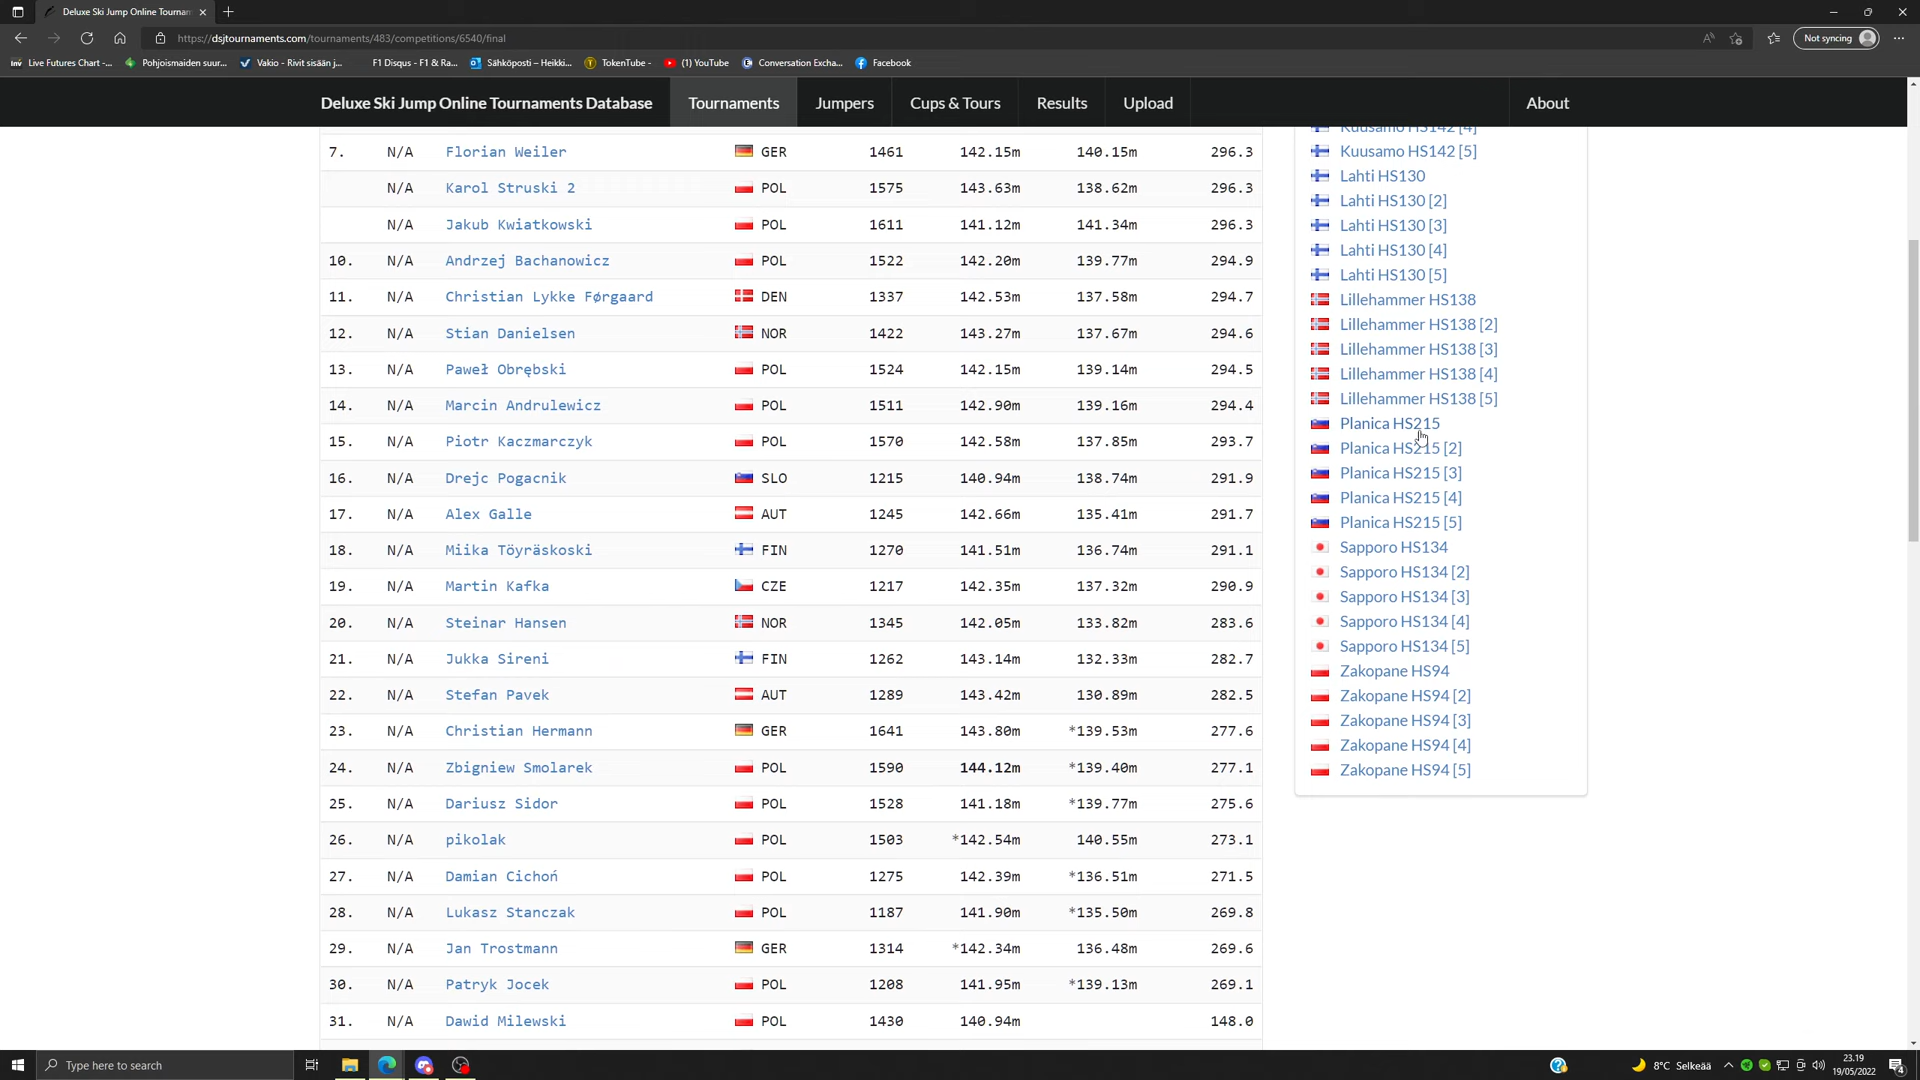 Deluxe Ski Jump Online Tournam
https://dsjtournaments.com/tournaments/483/competitions/6540/final
Not syncing
Live Futures Chart -...
Pohjoismaiden suur...
Vakio - Rivit sisään j...
F1 Disqus - F1 & Ra...
Sähköposti – Heikki...
TokenTube -
(1) YouTube
Conversation Excha...
Facebook
Deluxe Ski Jump Online Tournaments Database
Tournaments
Jumpers
Cups & Tours
Results
Upload
About
7. N/A Florian Weiler GER 1461 142.15m 140.15m 296.3
N/A Karol Struski 2 POL 1575 143.63m 138.62m 296.3
N/A Jakub Kwiatkowski POL 1611 141.12m 141.34m 296.3
10. N/A Andrzej Bachanowicz POL 1522 142.20m 139.77m 294.9
11. N/A Christian Lykke Førgaard DEN 1337 142.53m 137.58m 294.7
12. N/A Stian Danielsen NOR 1422 143.27m 137.67m 294.6
13. N/A Paweł Obrębski POL 1524 142.15m 139.14m 294.5
14. N/A Marcin Andrulewicz POL 1511 142.90m 139.16m 294.4
15. N/A Piotr Kaczmarczyk POL 1570 142.58m 137.85m 293.7
16. N/A Drejc Pogacnik SLO 1215 140.94m 138.74m 291.9
17. N/A Alex Galle AUT 1245 142.66m 135.41m 291.7
18. N/A Miika Töyräskoski FIN 1270 141.51m 136.74m 291.1
19. N/A Martin Kafka CZE 1217 142.35m 137.32m 290.9
20. N/A Steinar Hansen NOR 1345 142.05m 133.82m 283.6
21. N/A Jukka Sireni FIN 1262 143.14m 132.33m 282.7
22. N/A Stefan Pavek AUT 1289 143.42m 130.89m 282.5
23. N/A Christian Hermann GER 1641 143.80m *139.53m 277.6
24. N/A Zbigniew Smolarek POL 1590 144.12m *139.40m 277.1
25. N/A Dariusz Sidor POL 1528 141.18m *139.77m 275.6
26. N/A pikolak POL 1503 *142.54m 140.55m 273.1
27. N/A Damian Cichoń POL 1275 142.39m *136.51m 271.5
28. N/A Lukasz Stanczak POL 1187 141.90m *135.50m 269.8
29. N/A Jan Trostmann GER 1314 *142.34m 136.48m 269.6
30. N/A Patryk Jocek POL 1208 141.95m *139.13m 269.1
31. N/A Dawid Milewski POL 1430 140.94m 148.0
Kuusamo HS142 [4]
Kuusamo HS142 [5]
Lahti HS130
Lahti HS130 [2]
Lahti HS130 [3]
Lahti HS130 [4]
Lahti HS130 [5]
Lillehammer HS138
Lillehammer HS138 [2]
Lillehammer HS138 [3]
Lillehammer HS138 [4]
Lillehammer HS138 [5]
Planica HS215
Planica HS215 [2]
Planica HS215 [3]
Planica HS215 [4]
Planica HS215 [5]
Sapporo HS134
Sapporo HS134 [2]
Sapporo HS134 [3]
Sapporo HS134 [4]
Sapporo HS134 [5]
Zakopane HS94
Zakopane HS94 [2]
Zakopane HS94 [3]
Zakopane HS94 [4]
Zakopane HS94 [5]
Type here to search
8°C Selkeää
23.19
19/05/2022
4